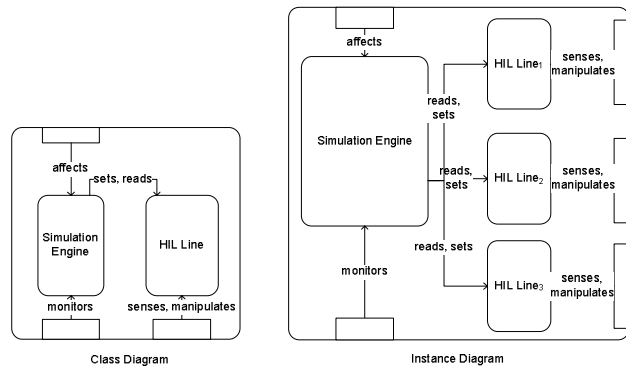 affects
sets, reads
Simulation
Engine
HIL Line
monitors
senses, manipulates
Class Diagram
affects
Simulation Engine
reads,
sets
HIL Line1
senses,
manipulates
reads,
sets
HIL Line2
senses,
manipulates
reads, sets
HIL Line3
senses,
manipulates
monitors
Instance Diagram